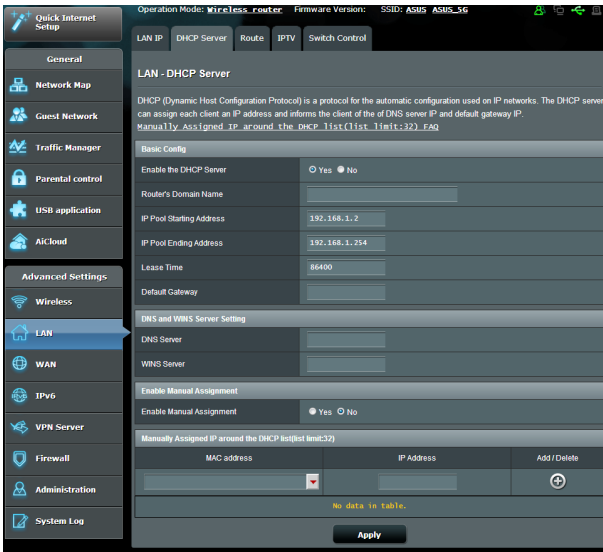 Quick Internet
Setup
Operation Mode: Wireless router Firmware Version: SSID: ASUS ASUS_5G
LAN IP DHCP Server Route IPTV Switch Control
General
Network Map
Guest Network
Traffic Manager
Parental control
USB application
AiCloud
Advanced Settings
Wireless
LAN
WAN
IPv6
VPN Server
Firewall
Administration
System Log
LAN - DHCP Server
DHCP (Dynamic Host Configuration Protocol) is a protocol for the automatic configuration used on IP networks. The DHCP server
can assign each client an IP address and informs the client of the of DNS server IP and default gateway IP.
Manually Assigned IP around the DHCP list(list limit:32) FAQ
Basic Config
Enable the DHCP Server Yes No
Router's Domain Name
IP Pool Starting Address 192.168.1.2
IP Pool Ending Address 192.168.1.254
Lease Time 86400
Default Gateway
DNS and WINS Server Setting
DNS Server
WINS Server
Enable Manual Assignment
Enable Manual Assignment Yes No
Manually Assigned IP around the DHCP list(list limit:32)
MAC address IP Address Add / Delete
No data in table.
Apply